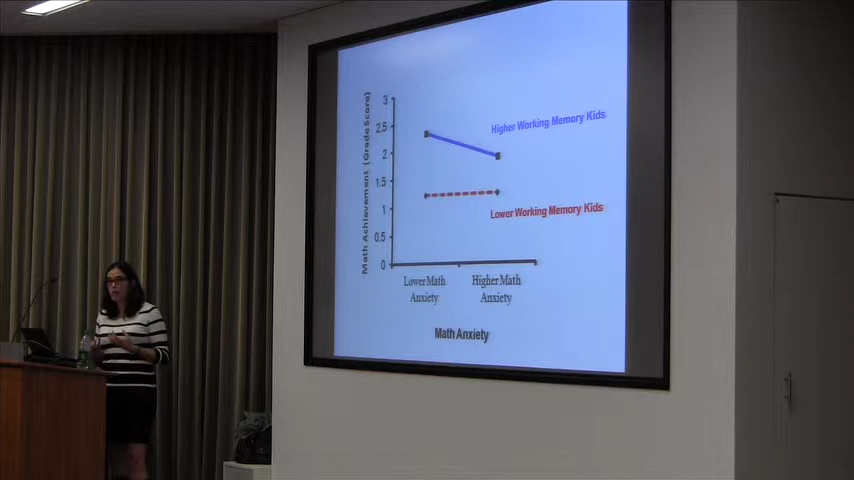 Math Achievement (Grade Score)
3
2.5
2
1.5
1
0.5
0
Higher Working Memory Kids
Lower Working Memory Kids
Lower Math
Anxiety
Higher Math
Anxiety
Math Anxiety